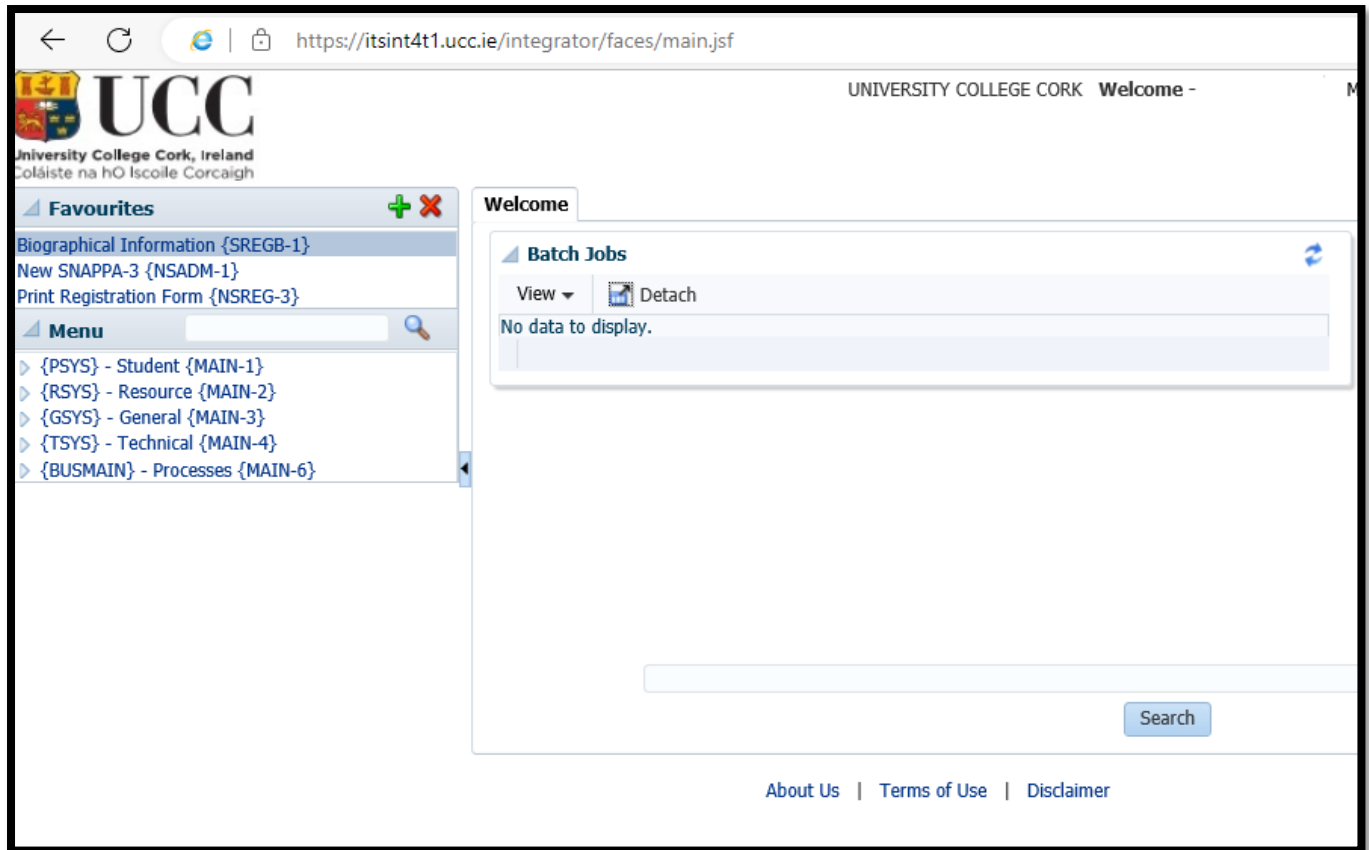 https://itsint4t1.ucc.ie/integrator/faces/main.jsf
UCC
University College Cork, Ireland
Coláiste na hO Iscoile Corcaigh
UNIVERSITY COLLEGE CORK Welcome - M
Favourites
Biographical Information {SREGB-1}
New SNAPPA-3 {NSADM-1}
Print Registration Form {NSREG-3}
Menu
{PSYS} - Student {MAIN-1}
{RSYS} - Resource {MAIN-2}
{GSYS} - General {MAIN-3}
{TSYS} - Technical {MAIN-4}
{BUSMAIN} - Processes {MAIN-6}
Welcome
Batch Jobs
View Detach
No data to display.
Search
About Us | Terms of Use | Disclaimer